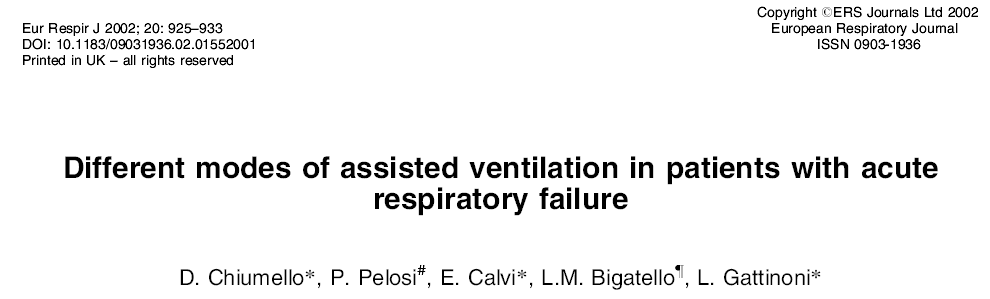 Eur Respir J 2002; 20: 925–933
DOI: 10.1183/09031936.02.01552001
Printed in UK – all rights reserved
Copyright ©ERS Journals Ltd 2002
European Respiratory Journal
ISSN 0903-1936
Different modes of assisted ventilation in patients with acute
respiratory failure
D. Chiumello*, P. Pelosi#, E. Calvi*, L.M. Bigatello¶, L. Gattinoni*